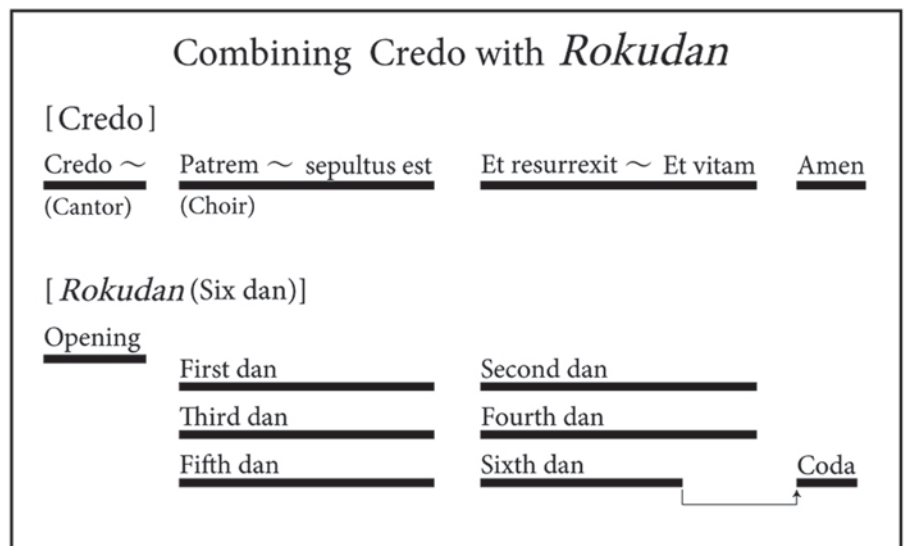 Combining Credo with Rokudan
[Credo]
Credo ～ Patrem ～ sepultus est Et resurrexit ～ Et vitam Amen
(Cantor) (Choir)
[Rokudan (Six dan)]
Opening
First dan Second dan
Third dan Fourth dan
Fifth dan Sixth dan Coda